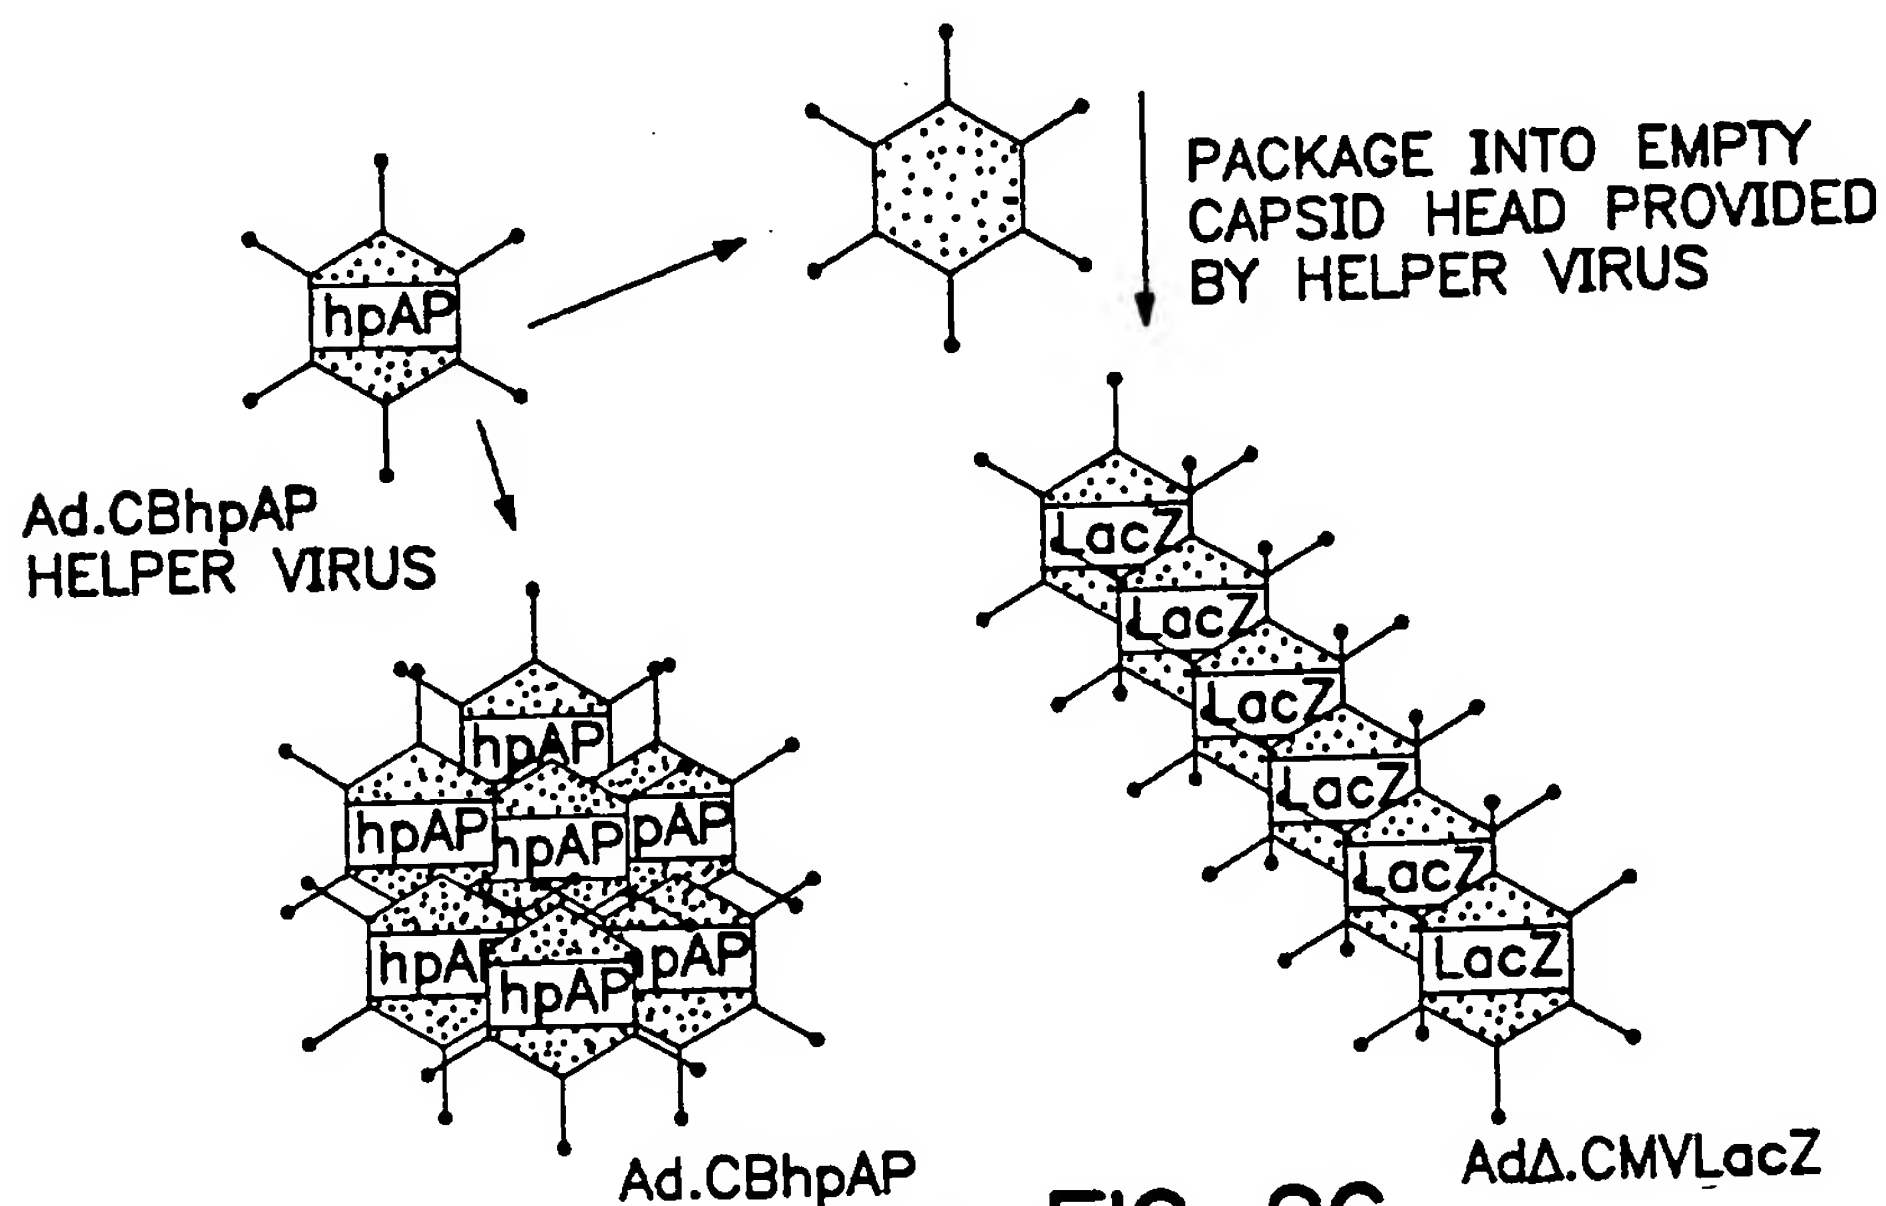 PACKAGE INTO EMPTY
CAPSID HEAD PROVIDED
BY HELPER VIRUS
hpAP
Ad.CBhpAP
HELPER VIRUS
LacZ
LacZ
LacZ
LacZ
LacZ
LacZ
hpAP
hpAP
hpAP
pAP
hpA
hpAP
pAP
Ad.CBhpAP
AdΔ.CMVLacZ